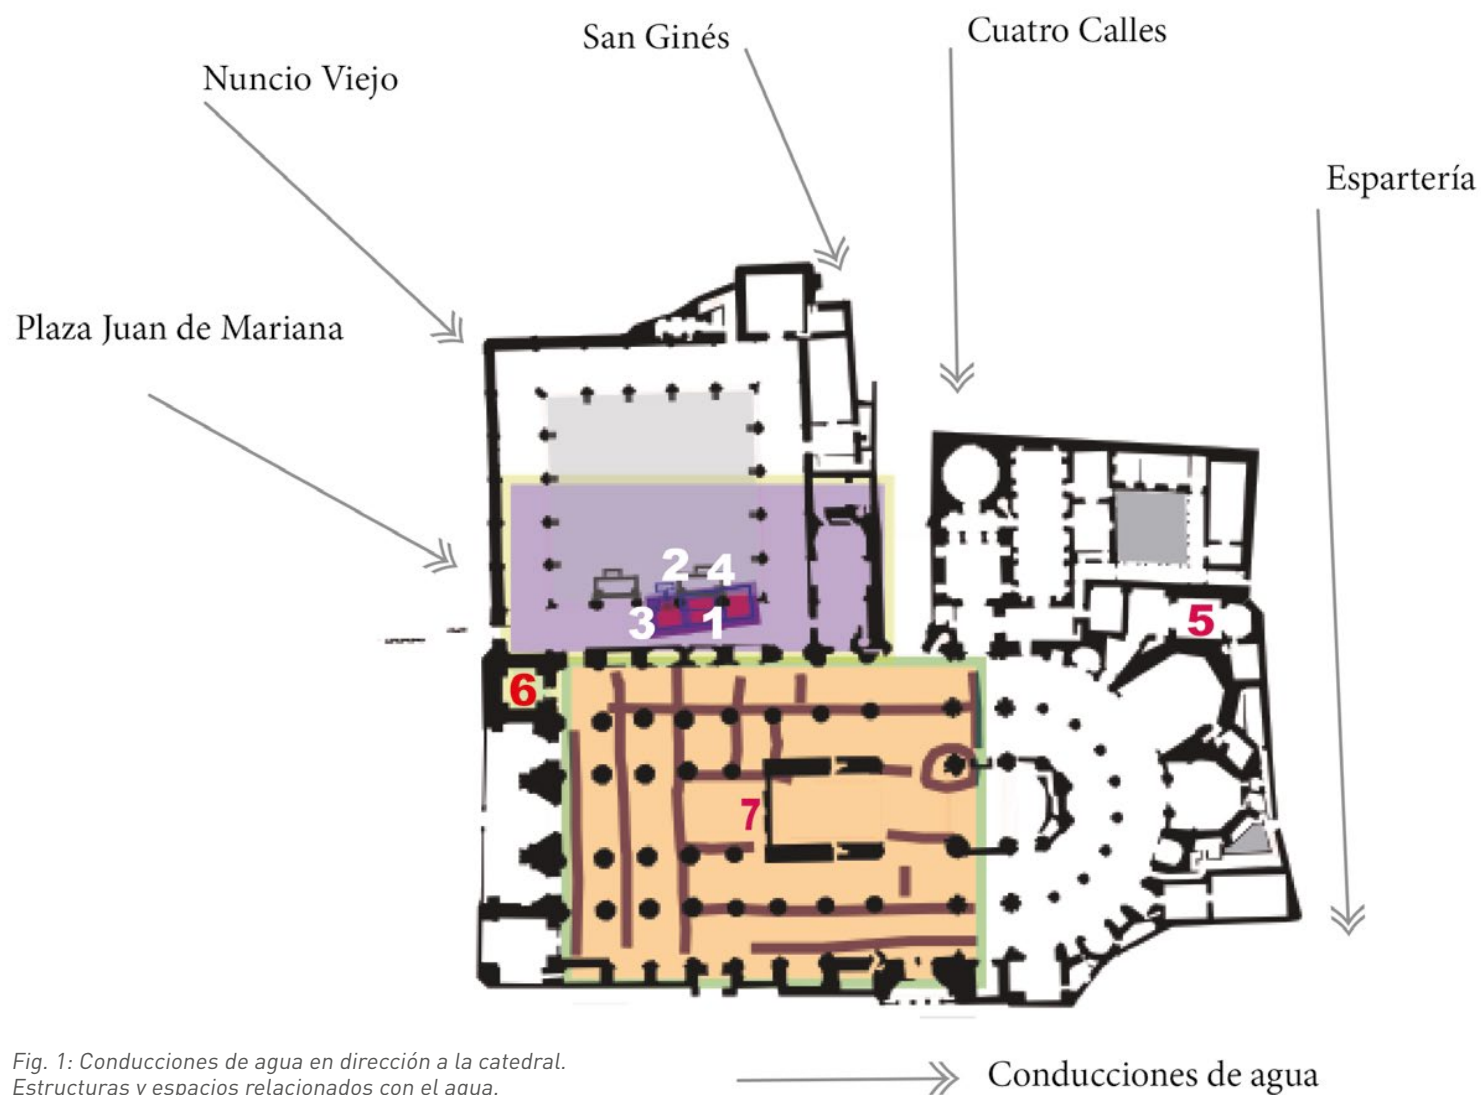 San Ginés
Cuatro Calles
Nuncio Viejo
Espartería
Plaza Juan de Mariana
2 4
3 1
5
6
7
Fig. 1: Conducciones de agua en dirección a la catedral.
Estructuras y espacios relacionados con el agua.
Conducciones de agua